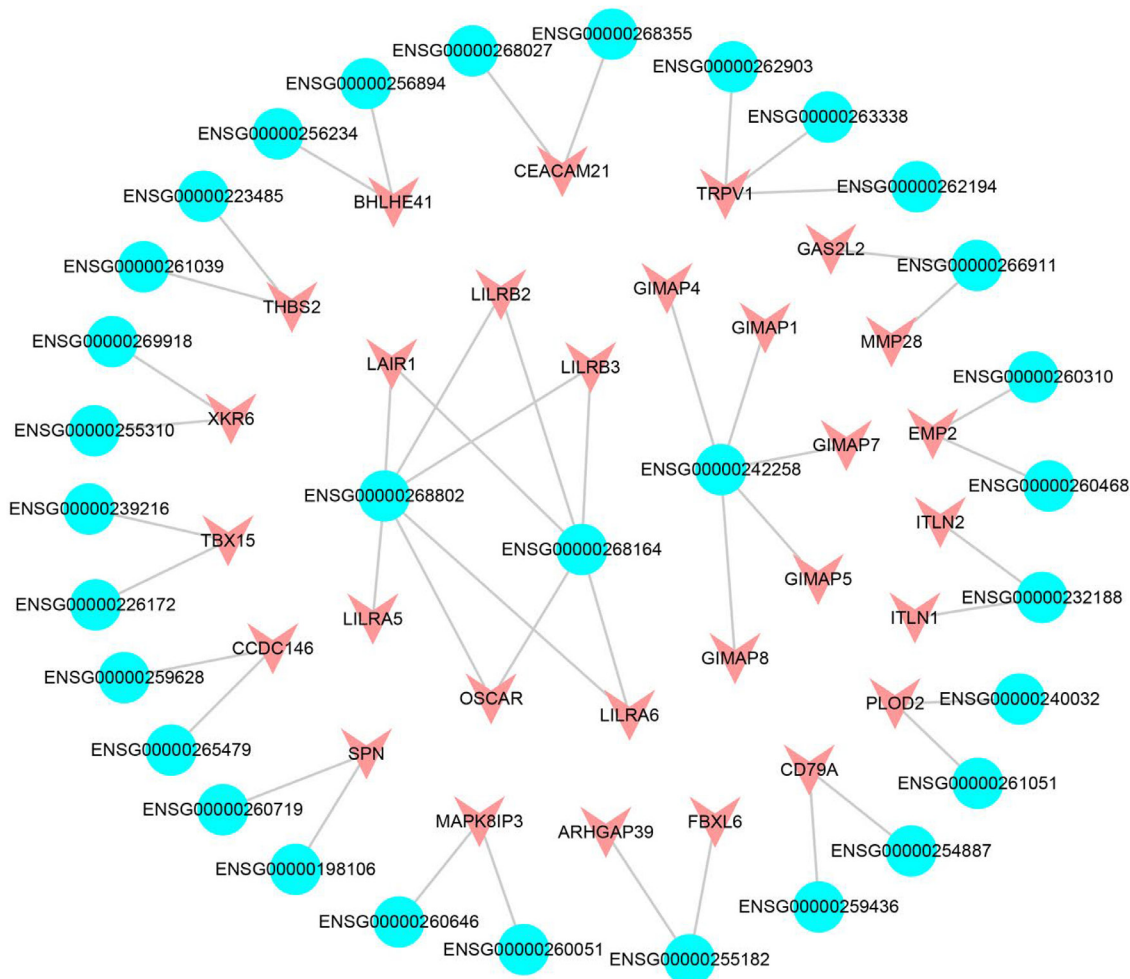 ENSG00000268355
ENSG00000268027
ENSG00000262903
ENSG00000256894
ENSG00000263338
ENSG00000256234
CEACAM21
ENSG00000262194
TRPV1
BHLHE41
ENSG00000223485
GAS2L2
ENSG00000261039
ENSG00000266911
GIMAP4
LILRB2
THBS2
GIMAP1
ENSG00000269918
MMP28
LAIR1
LILRB3
ENSG00000260310
XKR6
ENSG00000255310
EMP2
GIMAP7
ENSG00000242258
ENSG00000260468
ENSG00000268802
ENSG00000239216
ITLN2
TBX15
ENSG00000268164
GIMAP5
ENSG00000232188
ENSG00000226172
LILRA5
ITLN1
CCDC146
GIMAP8
ENSG00000259628
OSCAR
ENSG00000240032
PLOD2
LILRA6
ENSG00000265479
SPN
CD79A
ENSG00000261051
ENSG00000260719
MAPK8IP3
FBXL6
ARHGAP39
ENSG00000254887
ENSG00000198106
ENSG00000259436
ENSG00000260646
ENSG00000260051
ENSG00000255182